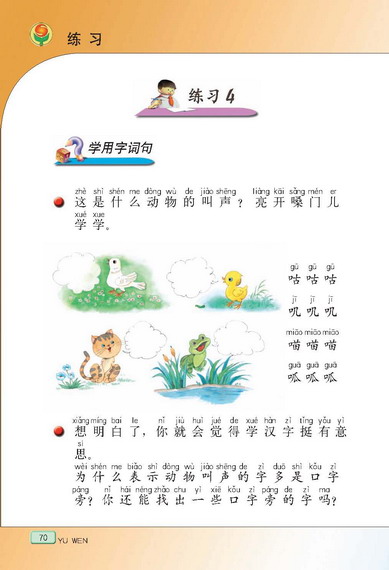 练 习
练习4
学用字词句
zhè shì shén me dòng wù de jiào shēng liàng kāi sǎng mén er
这是什么动物的叫声？亮开嗓门儿
xué xue
学学。
gū gū gū
咕 咕 咕
jī jī jī
叽 叽 叽
miāo miāo miāo
喵 喵 喵
guā guā guā
呱 呱 呱
xiǎng míng bai le nǐ jiù huì jué de xué hàn zì tǐng yǒu yì
想明白了，你就会觉得学汉字挺有意
si
思。
wèi shén me biǎo shì dòng wù jiào shēng de zì duō shì kǒu zì
为什么表示动物叫声的字多是口字
páng nǐ hái néng zhǎo chu yì xiē kǒu zì páng de zì ma
旁？你还能找出一些口字旁的字吗？
70 YU WEN